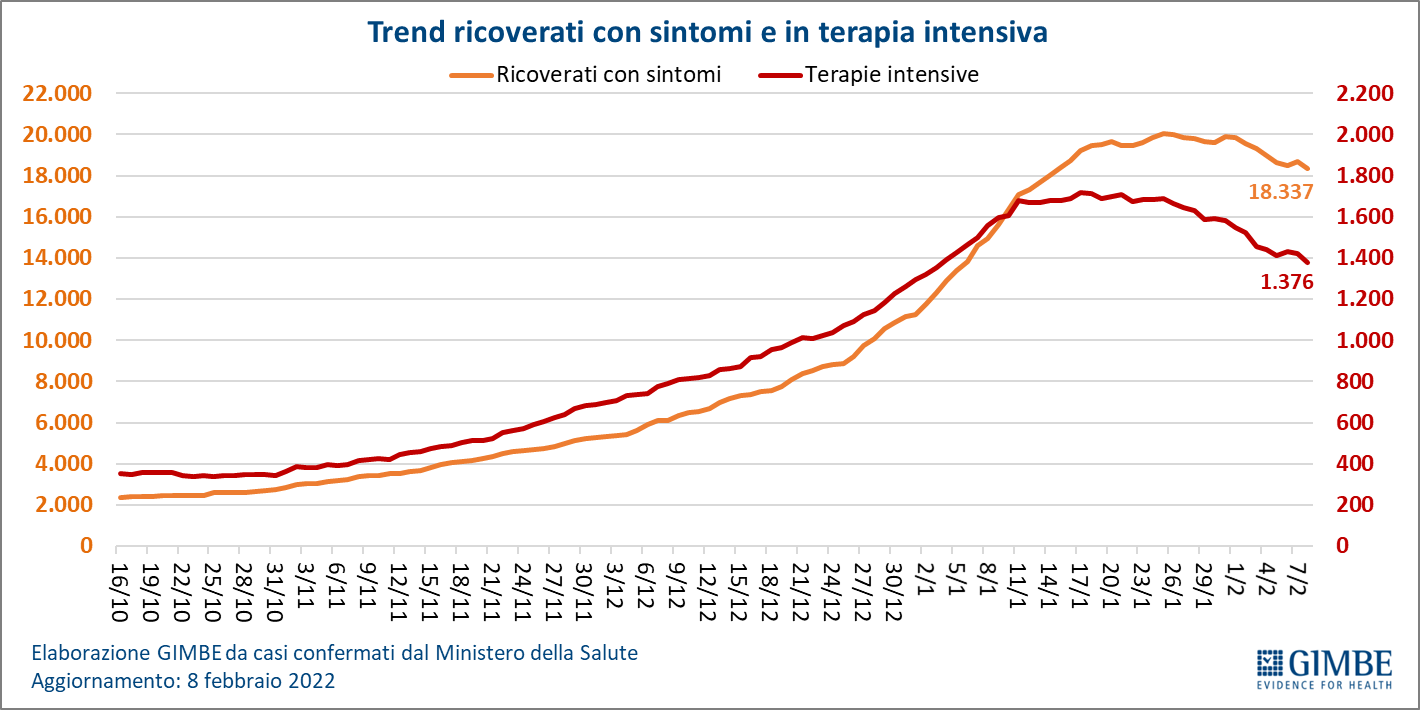 Trend ricoverati con sintomi e in terapia intensiva
Ricoverati con sintomi Terapie intensive
22.000 2.200
20.000 2.000
18.000 1.800
16.000 1.600
14.000 1.400
12.000 1.200
10.000 1.000
8.000 800
6.000 600
4.000 400
2.000 200
0 0
18.337
1.376
16/10 19/10 22/10 25/10 28/10 31/10 3/11 6/11 9/11 12/11 15/11 18/11 21/11 24/11 27/11 30/11 3/12 6/12 9/12 12/12 15/12 18/12 21/12 24/12 27/12 30/12 2/1 5/1 8/1 11/1 14/1 17/1 20/1 23/1 26/1 29/1 1/2 4/2 7/2
Elaborazione GIMBE da casi confermati dal Ministero della Salute
Aggiornamento: 8 febbraio 2022
GIMBE
EVIDENCE FOR HEALTH